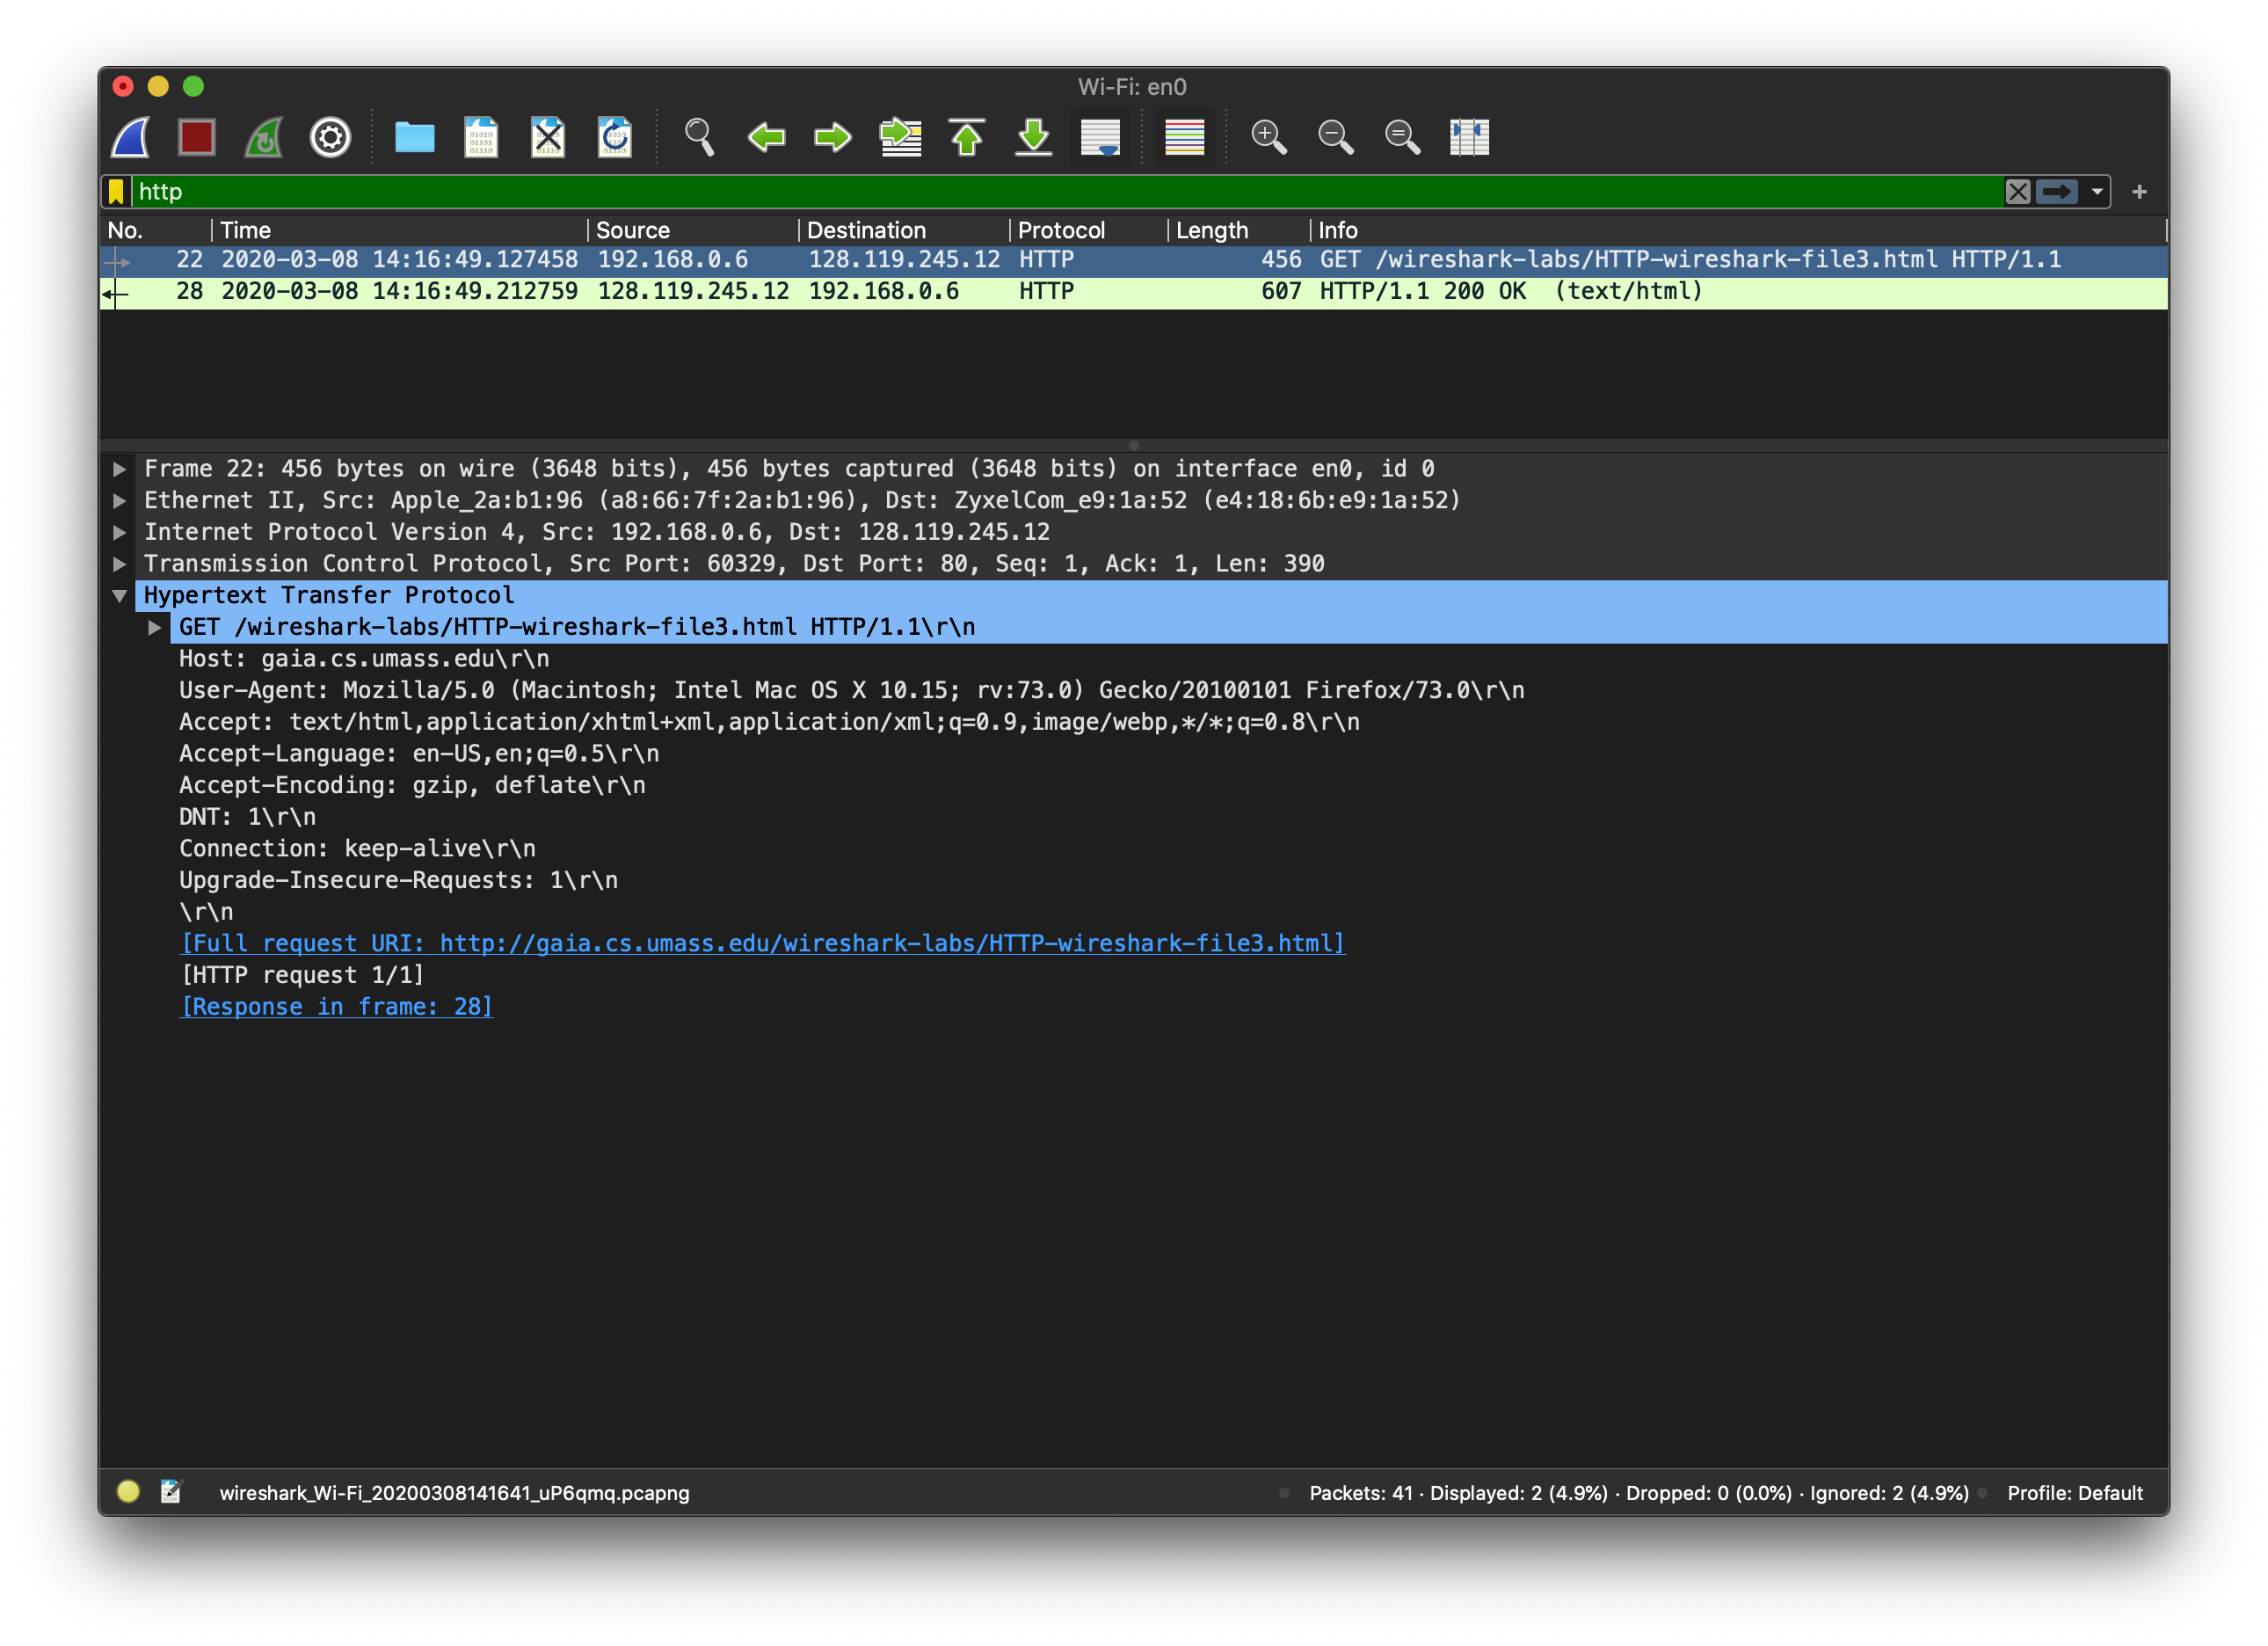 Wi-Fi: en0
http
No. Time Source Destination Protocol Length Info
22 2020-03-08 14:16:49.127458 192.168.0.6 128.119.245.12 HTTP 456 GET /wireshark-labs/HTTP-wireshark-file3.html HTTP/1.1
28 2020-03-08 14:16:49.212759 128.119.245.12 192.168.0.6 HTTP 607 HTTP/1.1 200 OK (text/html)
Frame 22: 456 bytes on wire (3648 bits), 456 bytes captured (3648 bits) on interface en0, id 0
Ethernet II, Src: Apple_2a:b1:96 (a8:66:7f:2a:b1:96), Dst: ZyxelCom_e9:1a:52 (e4:18:6b:e9:1a:52)
Internet Protocol Version 4, Src: 192.168.0.6, Dst: 128.119.245.12
Transmission Control Protocol, Src Port: 60329, Dst Port: 80, Seq: 1, Ack: 1, Len: 390
Hypertext Transfer Protocol
GET /wireshark-labs/HTTP-wireshark-file3.html HTTP/1.1\r\n
Host: gaia.cs.umass.edu\r\n
User-Agent: Mozilla/5.0 (Macintosh; Intel Mac OS X 10.15; rv:73.0) Gecko/20100101 Firefox/73.0\r\n
Accept: text/html,application/xhtml+xml,application/xml;q=0.9,image/webp,*/*;q=0.8\r\n
Accept-Language: en-US,en;q=0.5\r\n
Accept-Encoding: gzip, deflate\r\n
DNT: 1\r\n
Connection: keep-alive\r\n
Upgrade-Insecure-Requests: 1\r\n
\r\n
[Full request URI: http://gaia.cs.umass.edu/wireshark-labs/HTTP-wireshark-file3.html]
[HTTP request 1/1]
[Response in frame: 28]
wireshark_Wi-Fi_20200308141641_uP6qmq.pcapng Packets: 41 · Displayed: 2 (4.9%) · Dropped: 0 (0.0%) · Ignored: 2 (4.9%) Profile: Default